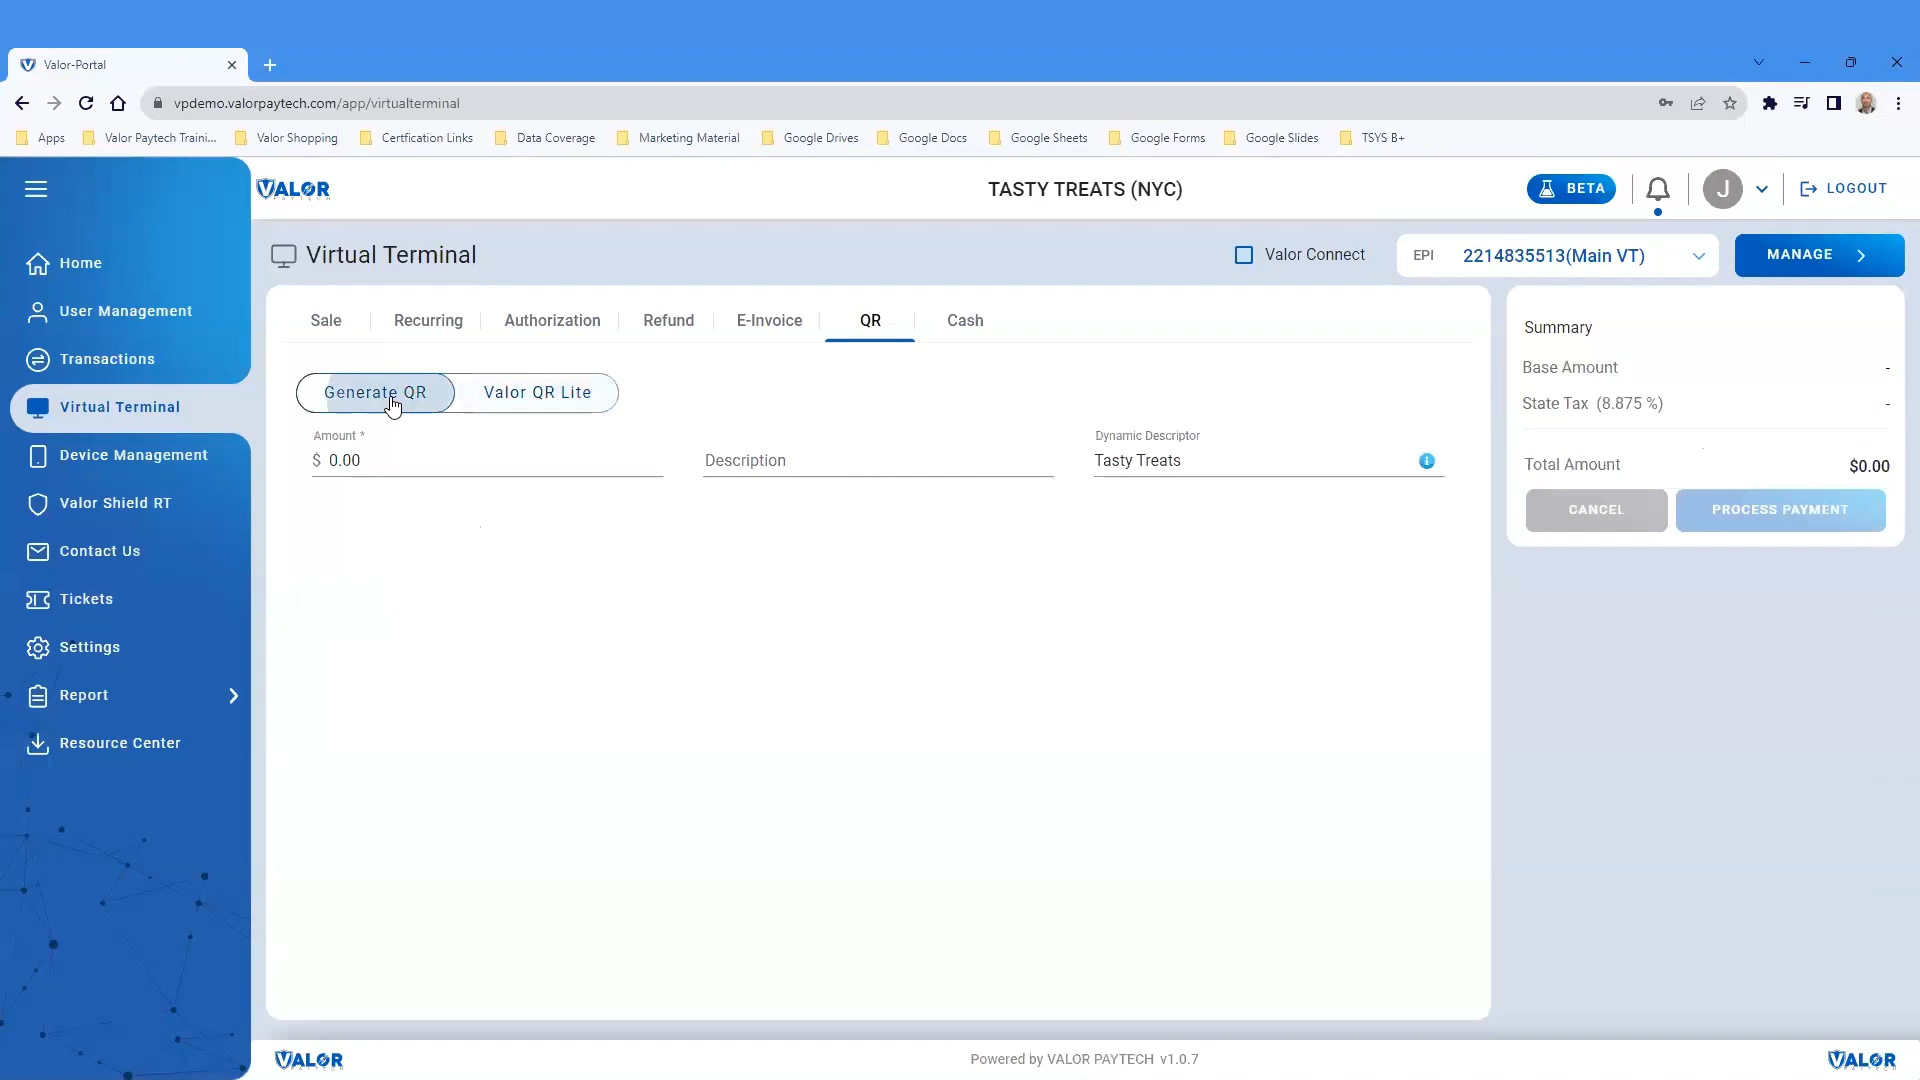 Valor-Portal
vpdemo.valorpaytech.com/app/virtualterminal
Apps Valor Paytech Traini... Valor Shopping Certfication Links Data Coverage Marketing Material Google Drives Google Docs Google Sheets Google Forms Google Slides TSYS B+
VALOR PAYTECH
TASTY TREATS (NYC)
BETA
J
LOGOUT
Home
User Management
Transactions
Virtual Terminal
Device Management
Valor Shield RT
Contact Us
Tickets
Settings
Report
Resource Center
Virtual Terminal
Valor Connect
EPI 2214835513(Main VT)
MANAGE
Sale Recurring Authorization Refund E-Invoice QR Cash
Generate QR Valor QR Lite
Amount *
$ 0.00
Description
Dynamic Descriptor
Tasty Treats
Summary
Base Amount -
State Tax (8.875 %) -
Total Amount $0.00
CANCEL PROCESS PAYMENT
VALOR PAYTECH
Powered by VALOR PAYTECH v1.0.7
VALOR PAYTECH